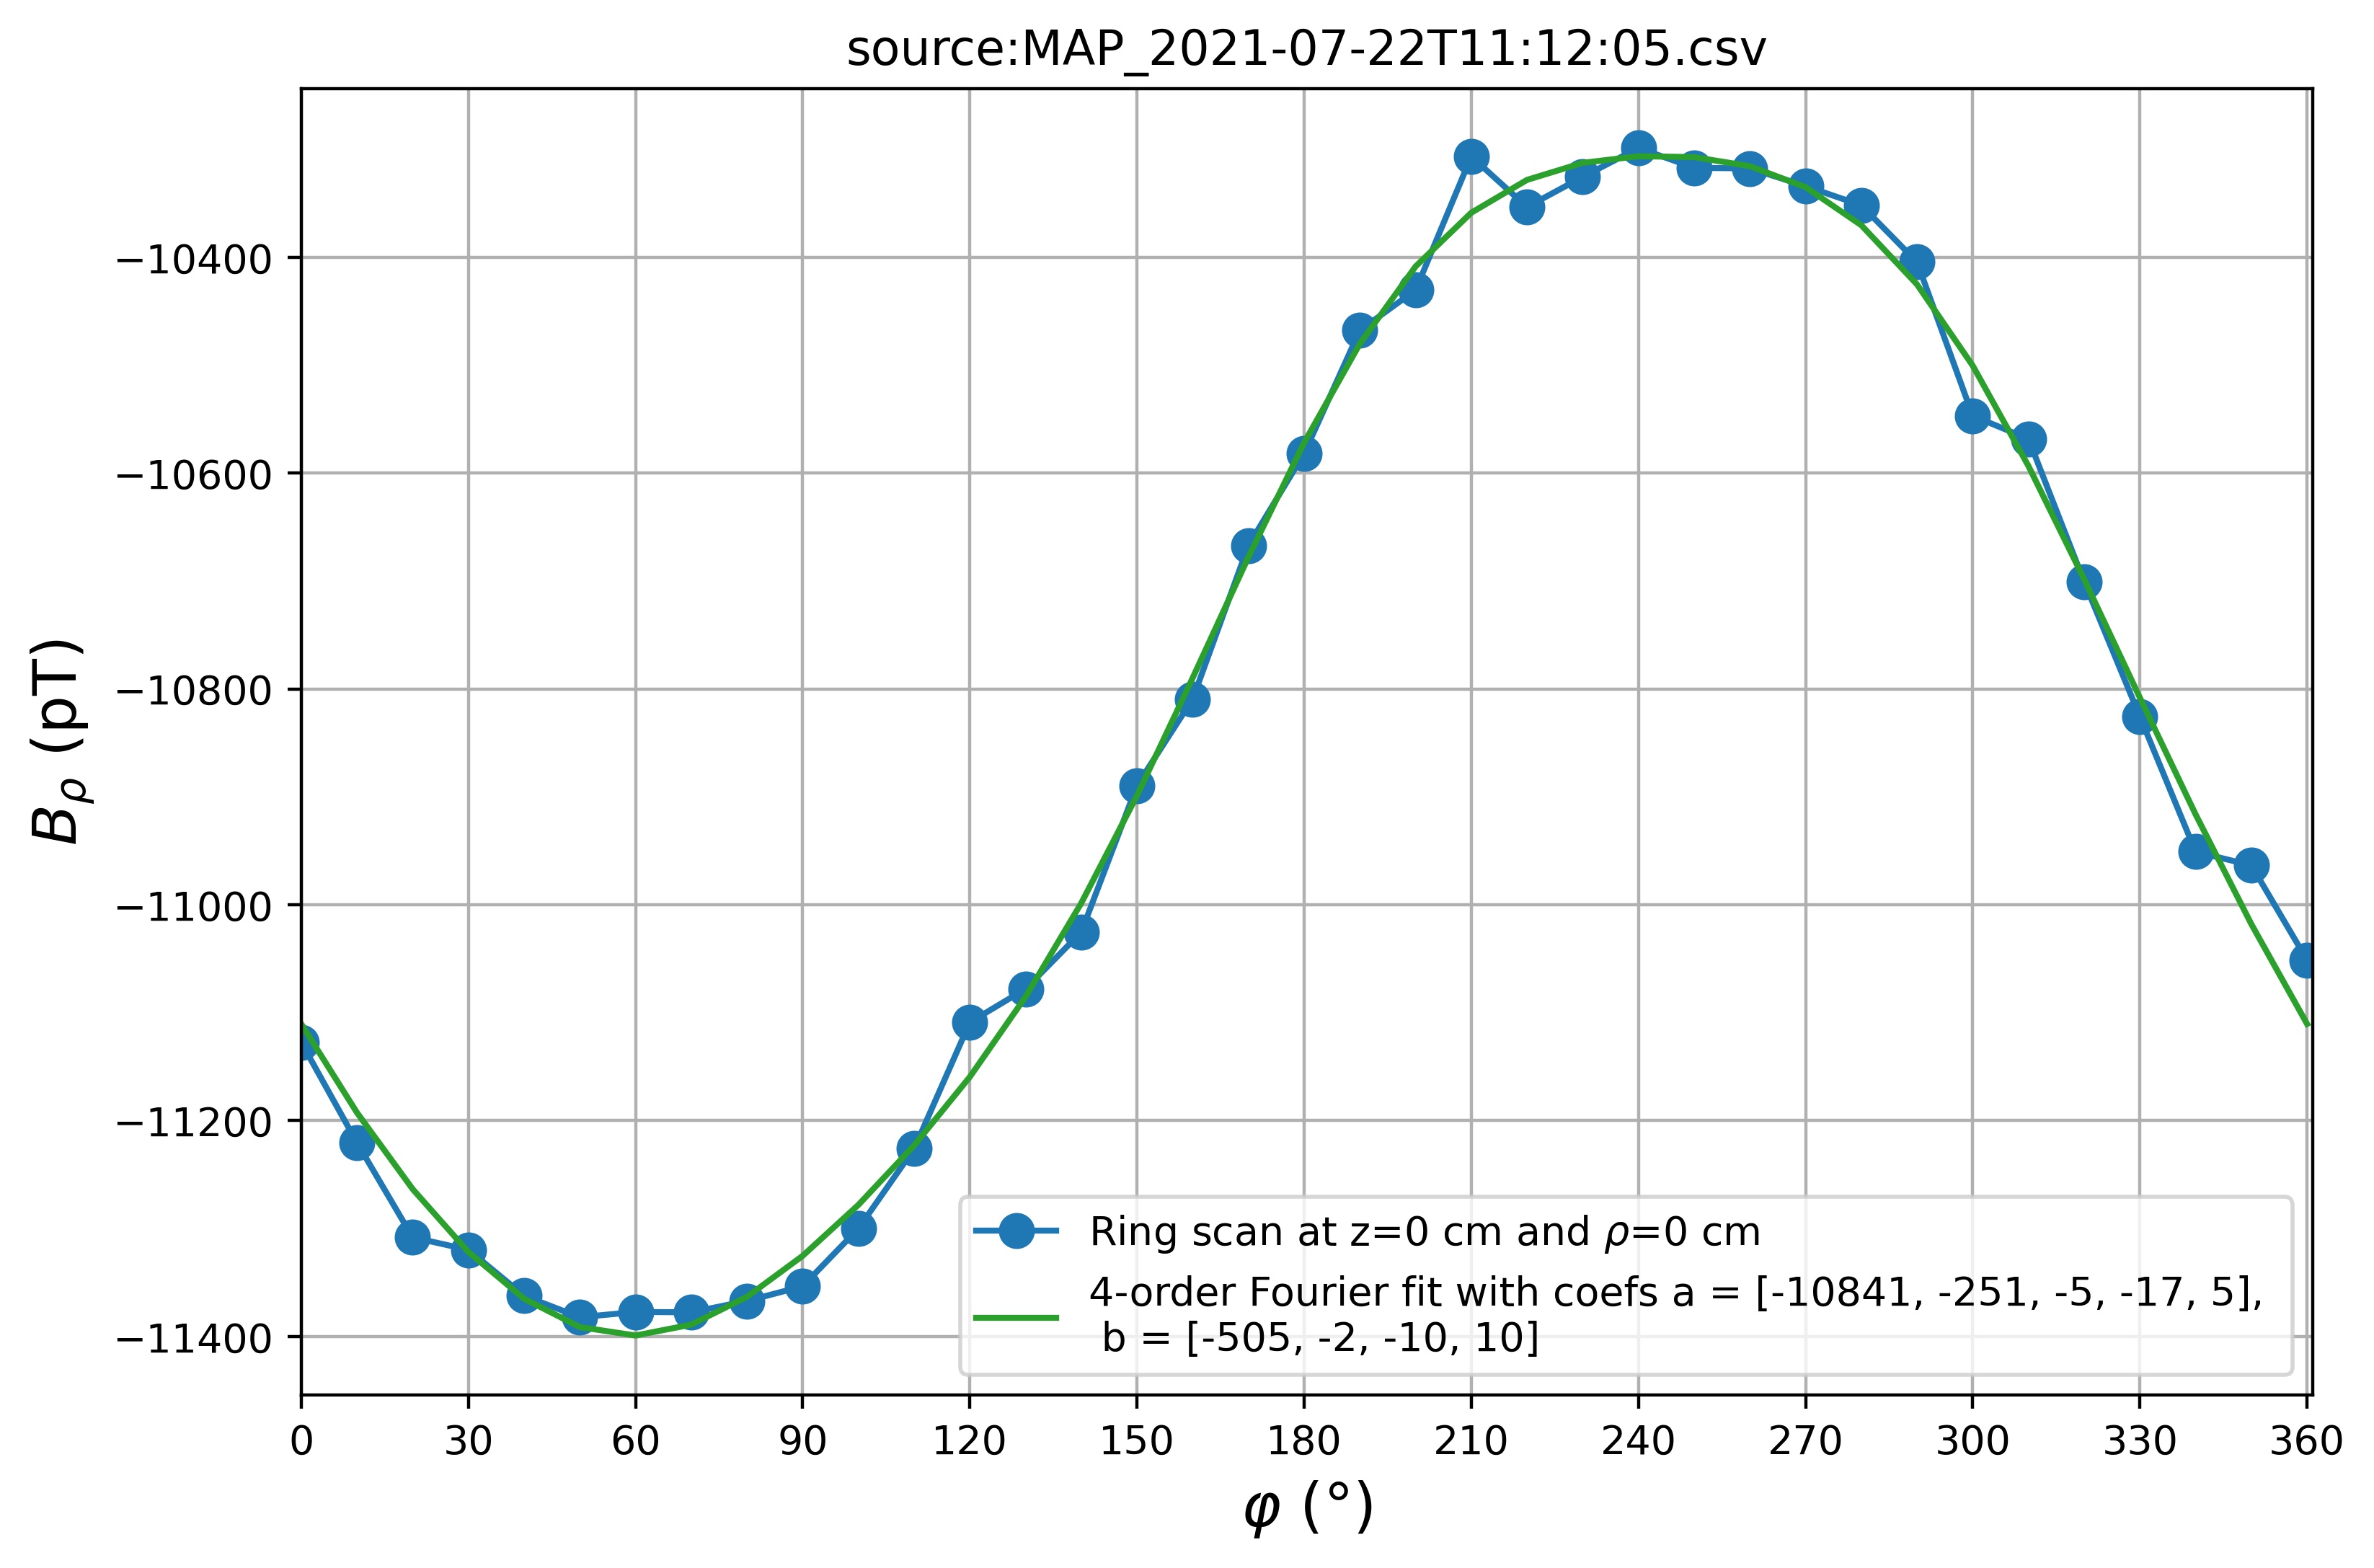 source:MAP_2021-07-22T11:12:05.csv
Bρ (pT)
−10400
−10600
−10800
−11000
−11200
−11400
Ring scan at z=0 cm and ρ=0 cm
4-order Fourier fit with coefs a = [-10841, -251, -5, -17, 5],
b = [-505, -2, -10, 10]
0 30 60 90 120 150 180 210 240 270 300 330 360
φ (°)